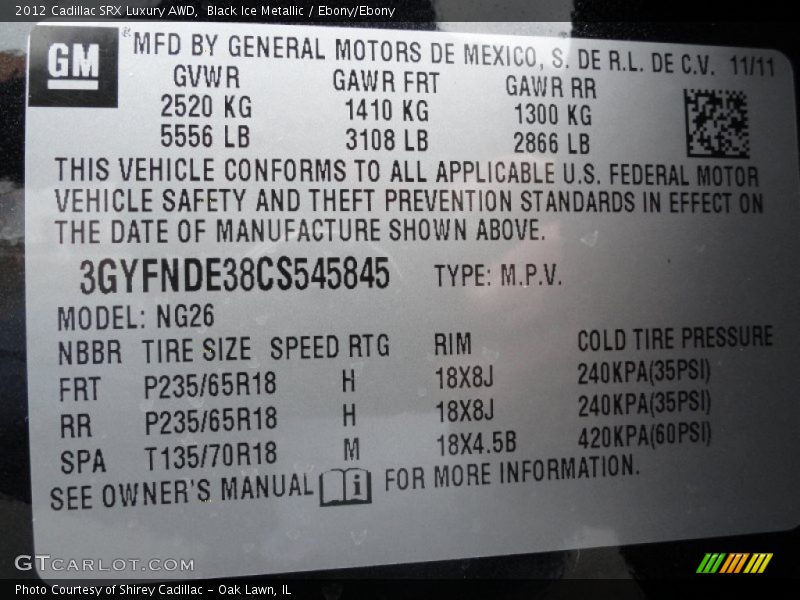 2012 Cadillac SRX Luxury AWD, Black Ice Metallic / Ebony/Ebony
GM ® MFD BY GENERAL MOTORS DE MEXICO, S. DE R.L. DE C.V. 11/11
GVWR GAWR FRT GAWR RR
2520 KG 1410 KG 1300 KG
5556 LB 3108 LB 2866 LB
THIS VEHICLE CONFORMS TO ALL APPLICABLE U.S. FEDERAL MOTOR
VEHICLE SAFETY AND THEFT PREVENTION STANDARDS IN EFFECT ON
THE DATE OF MANUFACTURE SHOWN ABOVE.
3GYFNDE38CS545845 TYPE: M.P.V.
MODEL: NG26
NBBR TIRE SIZE SPEED RTG RIM COLD TIRE PRESSURE
FRT P235/65R18 H 18X8J 240KPA(35PSI)
RR P235/65R18 H 18X8J 240KPA(35PSI)
SPA T135/70R18 M 18X4.5B 420KPA(60PSI)
SEE OWNER'S MANUAL i FOR MORE INFORMATION.
GTCARLOT.COM
Photo Courtesy of Shirey Cadillac - Oak Lawn, IL